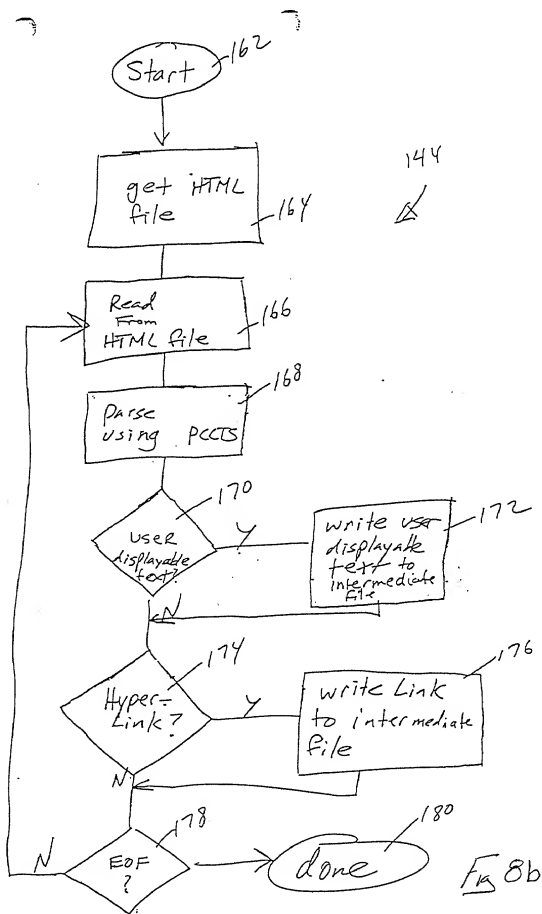 162
Start
144
get HTML
file
164
Read
From
HTML file
166
168
Parse
using PCCTS
170
USER
displayable
text?
Y
write user
displayable
text to
intermediate
file
172
N
174
Hyper-
Link?
Y
176
write Link
to intermediate
file
N
178
EOF
?
N
180
done
Fig 8b